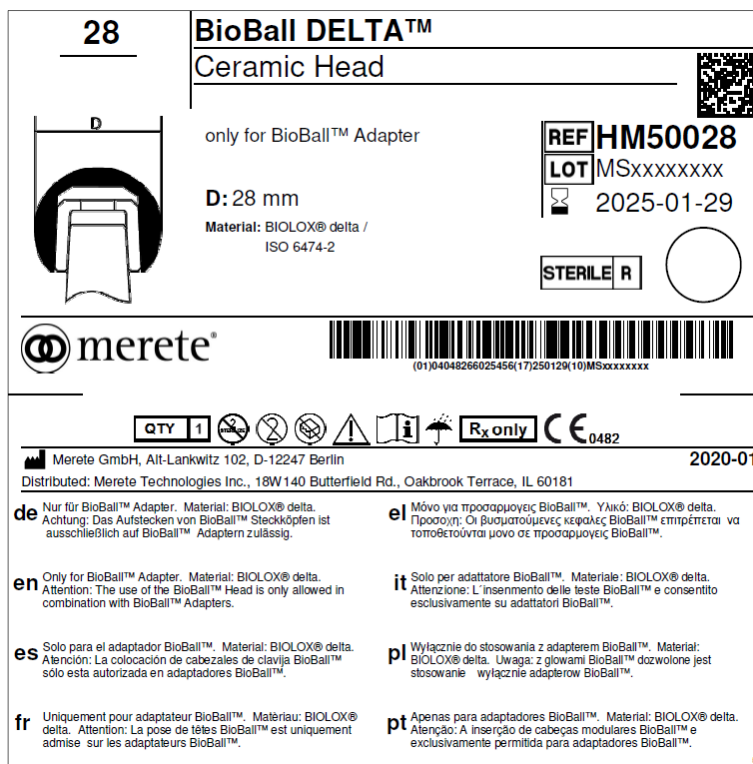 28
BioBall DELTA™
Ceramic Head
D
only for BioBall™ Adapter
REF HM50028
LOT MSxxxxxxxx
D: 28 mm
2025-01-29
Material: BIOLOX® delta /
ISO 6474-2
STERILE R
merete®
(01)04048266025456(17)250129(10)MSxxxxxxxx
QTY 1
2
STERILIZE
2
i
Rx only
CE 0482
Merete GmbH, Alt-Lankwitz 102, D-12247 Berlin
2020-01
Distributed: Merete Technologies Inc., 18W140 Butterfield Rd., Oakbrook Terrace, IL 60181
de Nur für BioBall™ Adapter. Material: BIOLOX® delta.
Achtung: Das Aufstecken von BioBall™ Steckköpfen ist
ausschließlich auf BioBall™ Adaptern zulässig.
en Only for BioBall™ Adapter. Material: BIOLOX® delta.
Attention: The use of the BioBall™ Head is only allowed in
combination with BioBall™ Adapters.
es Solo para el adaptador BioBall™. Material: BIOLOX® delta.
Atención: La colocación de cabezales de clavija BioBall™
sólo esta autorizada en adaptadores BioBall™.
fr Uniquement pour adaptateur BioBall™. Matèriau: BIOLOX®
delta. Attention: La pose de têtes BioBall™ est uniquement
admise sur les adaptateurs BioBall™.
el Μόνο για προσαρμογεις BioBall™. Υλικό: BIOLOX® delta.
Προσοχη: Οι βυσματούμενες κεφαλες BioBall™ επιτρέπεται να
τοποθετούνται μονο σε προσαρμογεις BioBall™.
it Solo per adattatore BioBall™. Materiale: BIOLOX® delta.
Attenzione: L´insenmento delle teste BioBall™ e consentito
esclusivamente su adattatori BioBall™.
pl Wyłącznie do stosowania z adapterem BioBall™. Materiał:
BIOLOX® delta. Uwaga: z glowami BioBall™ dozwolone jest
stosowanie wyłącznie adapterow BioBall™.
pt Apenas para adaptadores BioBall™. Material: BIOLOX® delta.
Atenção: A inserção de cabeças modulares BioBall™ e
exclusivamente permitida para adaptadores BioBall™.